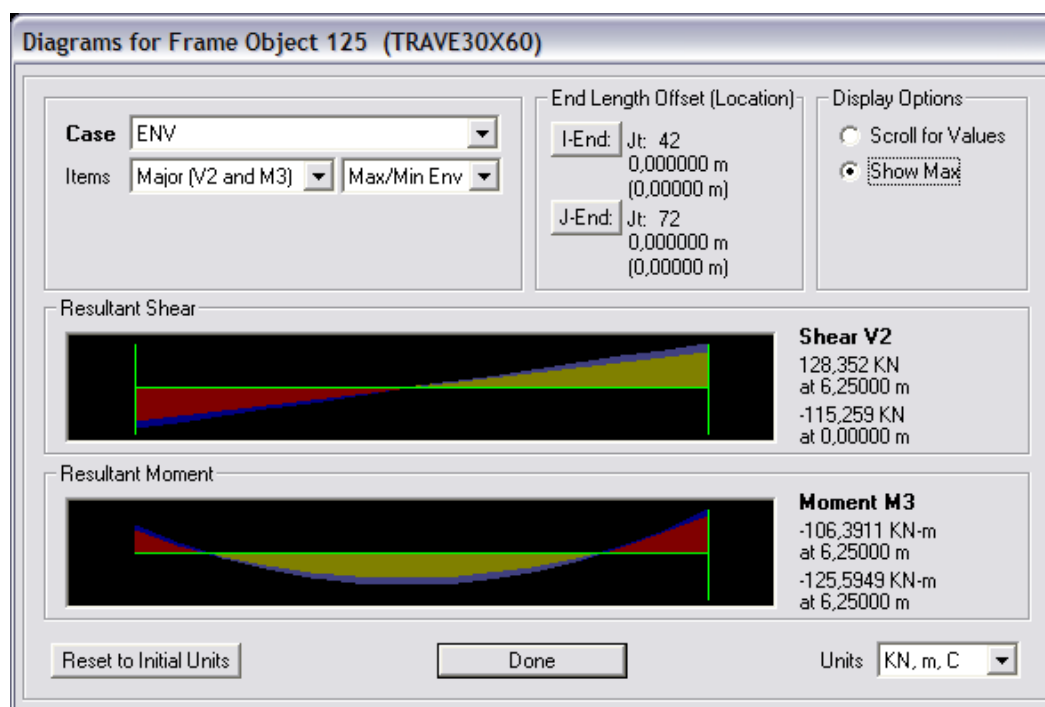 Diagrams for Frame Object 125 (TRAVE30X60)
Case ENV
Items Major (V2 and M3) Max/Min Env
End Length Offset (Location)
I-End: Jt: 42
0,000000 m
(0,00000 m)
J-End: Jt: 72
0,000000 m
(0,00000 m)
Display Options
Scroll for Values
Show Max
Resultant Shear
Shear V2
128,352 KN
at 6,25000 m
-115,259 KN
at 0,00000 m
Resultant Moment
Moment M3
-106,3911 KN-m
at 6,25000 m
-125,5949 KN-m
at 6,25000 m
Reset to Initial Units
Done
Units KN, m, C